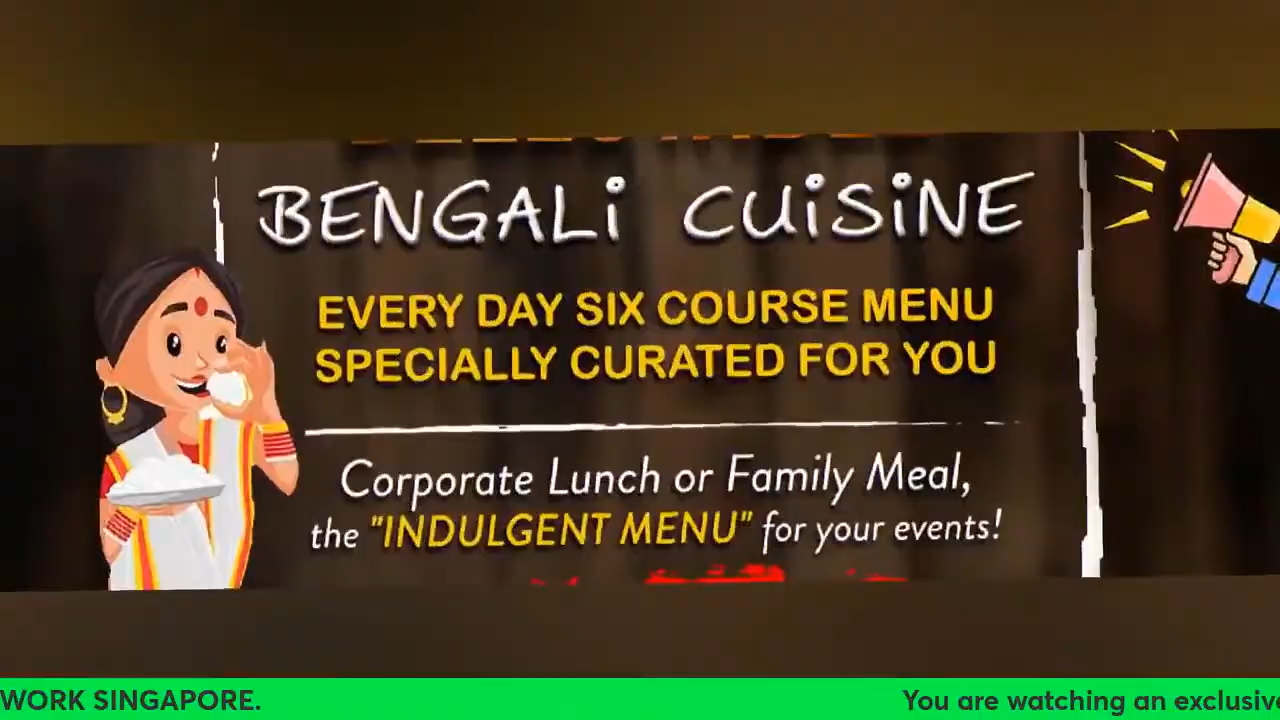 BENGALi CUiSiNE
EVERY DAY SIX COURSE MENU
SPECIALLY CURATED FOR YOU
Corporate Lunch or Family Meal,
the "INDULGENT MENU" for your events!
WORK SINGAPORE.
You are watching an exclusive